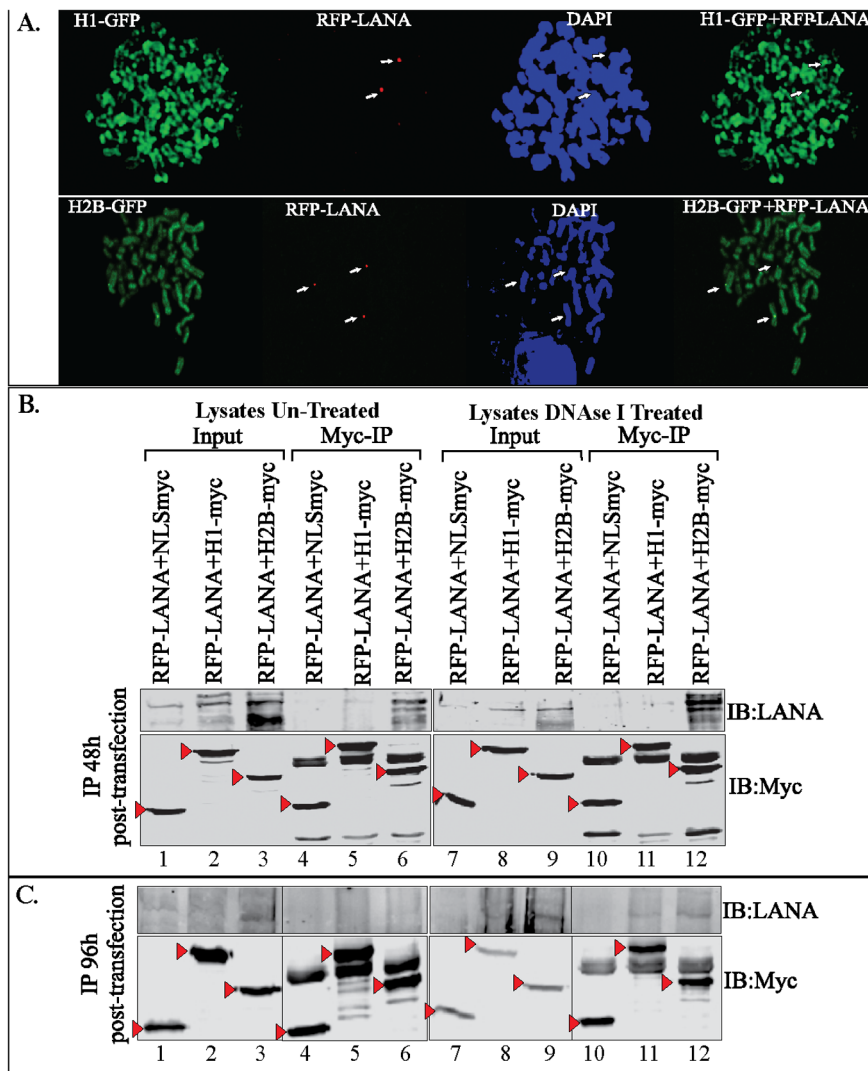 A.
H1-GFP
RFP-LANA
DAPI
H1-GFP+RFP-LANA
H2B-GFP
RFP-LANA
DAPI
H2B-GFP+RFP-LANA
B.
Lysates Un-Treated
Lysates DNAse I Treated
Input
Myc-IP
Input
Myc-IP
RFP-LANA+NLSmyc
RFP-LANA+H1-myc
RFP-LANA+H2B-myc
RFP-LANA+NLSmyc
RFP-LANA+H1-myc
RFP-LANA+H2B-myc
RFP-LANA+NLSmyc
RFP-LANA+H1-myc
RFP-LANA+H2B-myc
RFP-LANA+NLSmyc
RFP-LANA+H1-myc
RFP-LANA+H2B-myc
IP 48h
post-transfection
IB:LANA
IB:Myc
1 2 3 4 5 6 7 8 9 10 11 12
C.
IP 96h
post-transfection
IB:LANA
IB:Myc
1 2 3 4 5 6 7 8 9 10 11 12